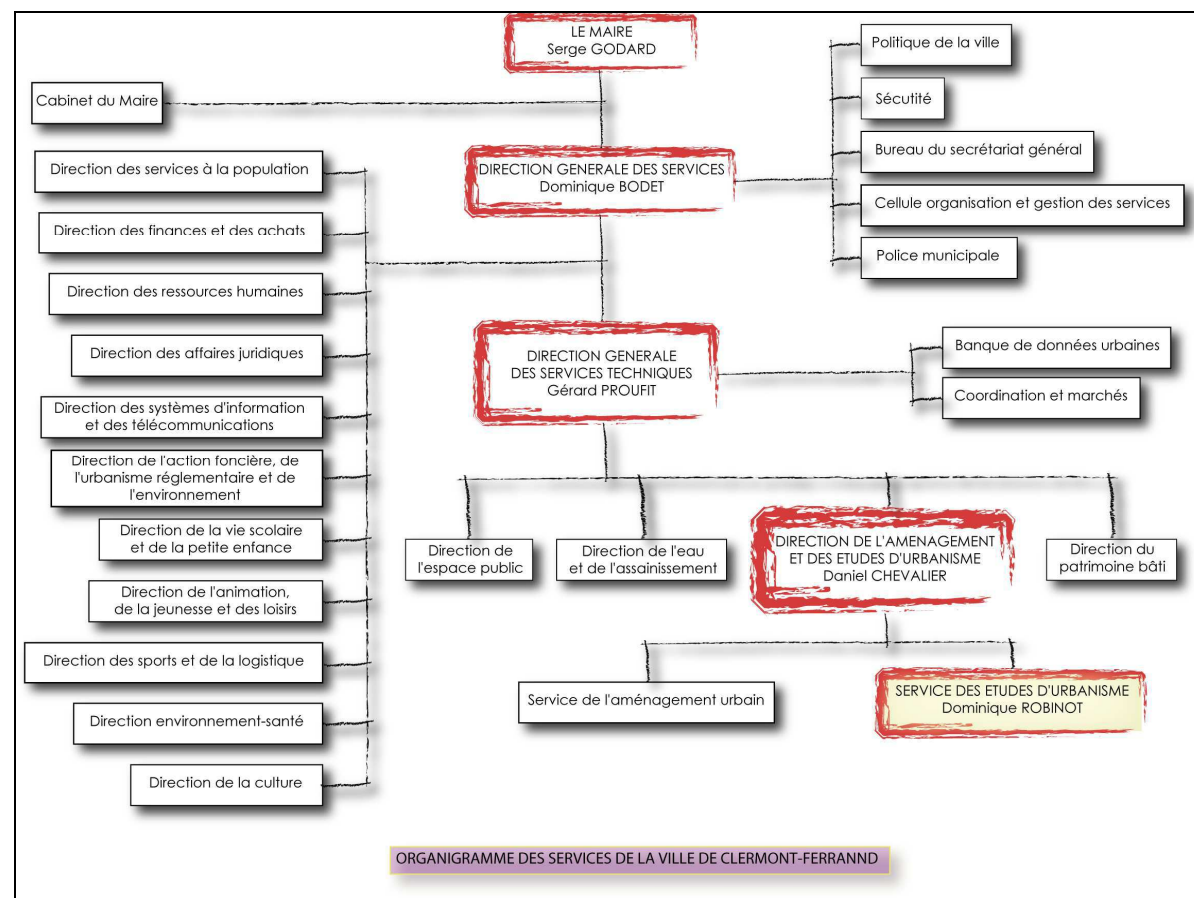 LE MAIRE
Serge GODARD
Cabinet du Maire
DIRECTION GENERALE DES SERVICES
Dominique BODET
Politique de la ville
Sécutité
Bureau du secrétariat général
Cellule organisation et gestion des services
Police municipale
Direction des services à la population
Direction des finances et des achats
Direction des ressources humaines
Direction des affaires juridiques
Direction des systèmes d'information
et des télécommunications
Direction de l'action foncière, de
l'urbanisme réglementaire et de
l'environnement
Direction de la vie scolaire
et de la petite enfance
Direction de l'animation,
de la jeunesse et des loisirs
Direction des sports et de la logistique
Direction environnement-santé
Direction de la culture
DIRECTION GENERALE
DES SERVICES TECHNIQUES
Gérard PROUFIT
Banque de données urbaines
Coordination et marchés
Direction de
l'espace public
Direction de l'eau
et de l'assainissement
DIRECTION DE L'AMENAGEMENT
ET DES ETUDES D'URBANISME
Daniel CHEVALIER
Direction du
patrimoine bâti
Service de l'aménagement urbain
SERVICE DES ETUDES D'URBANISME
Dominique ROBINOT
ORGANIGRAMME DES SERVICES DE LA VILLE DE CLERMONT-FERRANND